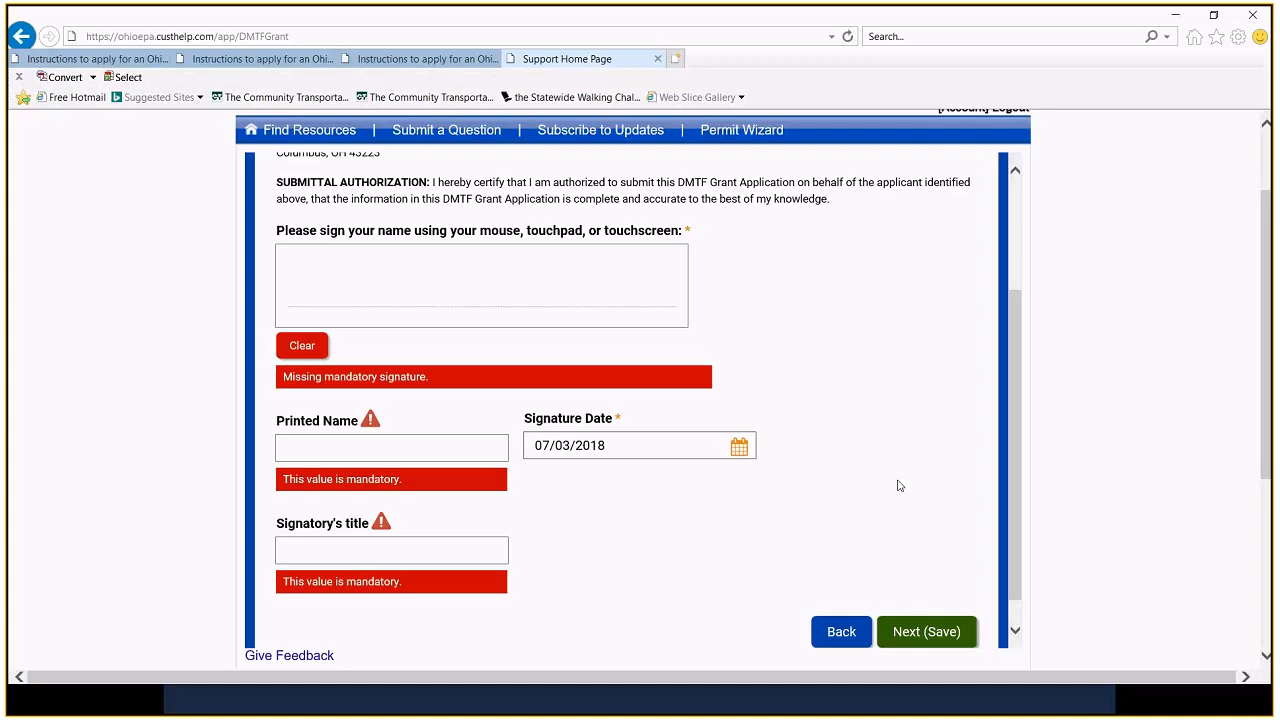 https://ohioepa.custhelp.com/app/DMTFGrant
Search...
Instructions to apply for an Ohi...
Instructions to apply for an Ohi...
Instructions to apply for an Ohi...
Support Home Page
Convert
Select
Free Hotmail
Suggested Sites
The Community Transporta...
The Community Transporta...
the Statewide Walking Chal...
Web Slice Gallery
[Account] Logout
Find Resources | Submit a Question | Subscribe to Updates | Permit Wizard
Columbus, OH 43223
SUBMITTAL AUTHORIZATION: I hereby certify that I am authorized to submit this DMTF Grant Application on behalf of the applicant identified
above, that the information in this DMTF Grant Application is complete and accurate to the best of my knowledge.
Please sign your name using your mouse, touchpad, or touchscreen: *
Clear
Missing mandatory signature.
Printed Name
Signature Date *
07/03/2018
This value is mandatory.
Signatory's title
This value is mandatory.
Back
Next (Save)
Give Feedback